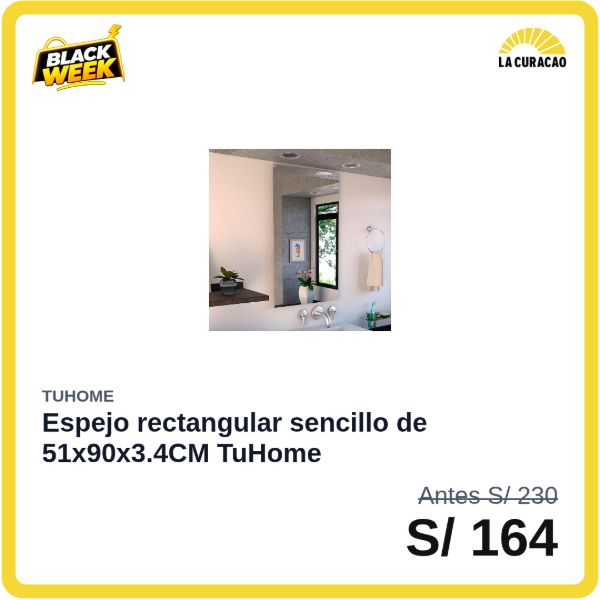 BLACK
WEEK
LA CURACAO
TUHOME
Espejo rectangular sencillo de
51x90x3.4CM TuHome
Antes S/ 230
S/ 164